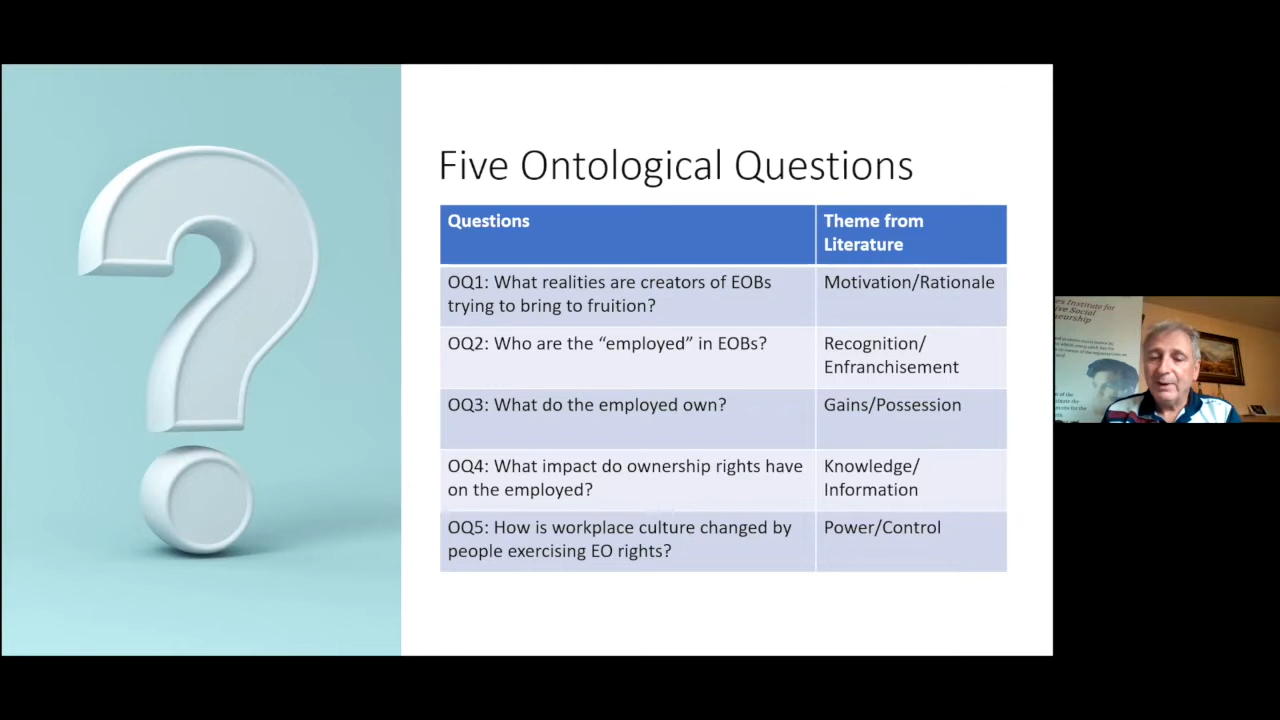 Five Ontological Questions
Questions
Theme from
Literature
OQ1: What realities are creators of EOBs
trying to bring to fruition?
Motivation/Rationale
OQ2: Who are the “employed” in EOBs?
Recognition/
Enfranchisement
OQ3: What do the employed own?
Gains/Possession
OQ4: What impact do ownership rights have
on the employed?
Knowledge/
Information
OQ5: How is workplace culture changed by
people exercising EO rights?
Power/Control
Institute for
Social